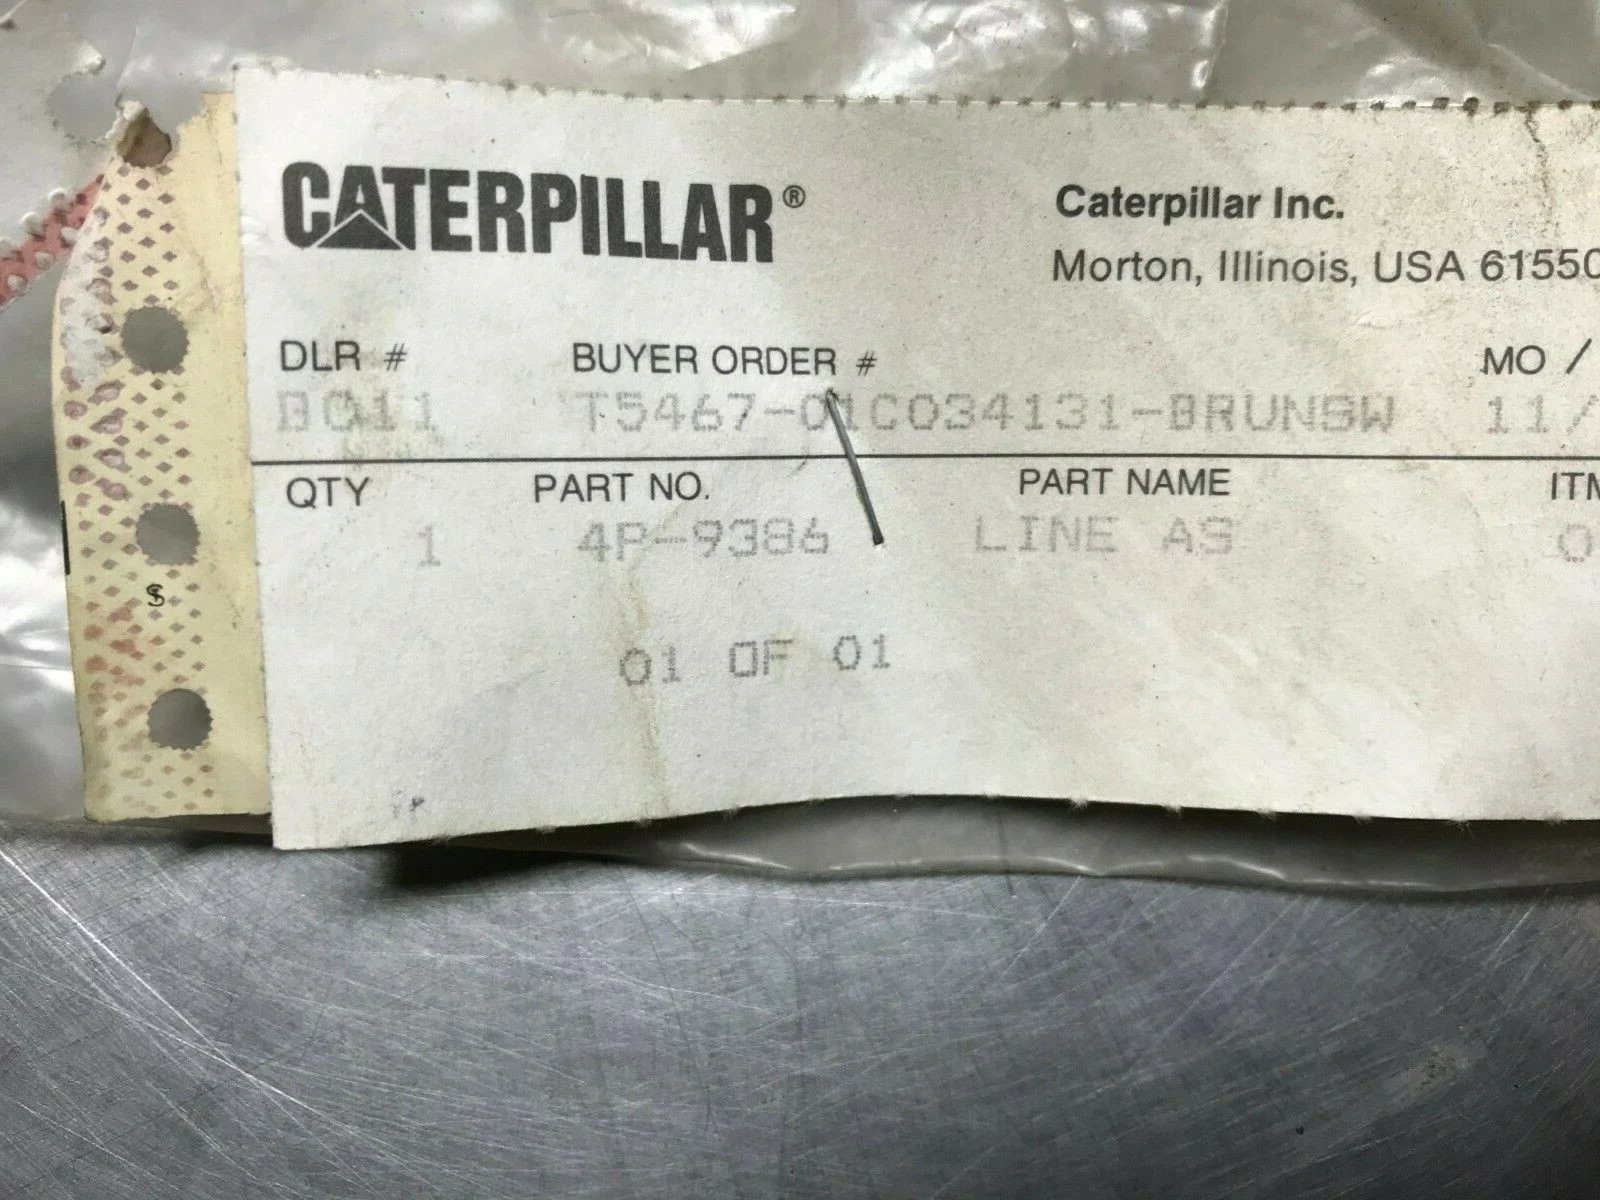 CATERPILLAR®
Caterpillar Inc.
Morton, Illinois, USA 61550
DLR # BUYER ORDER # MO /
B011 T5467-01C034131-BRUNSW 11/
QTY PART NO. PART NAME ITM
1 4P-9386 LINE AS 0
01 OF 01